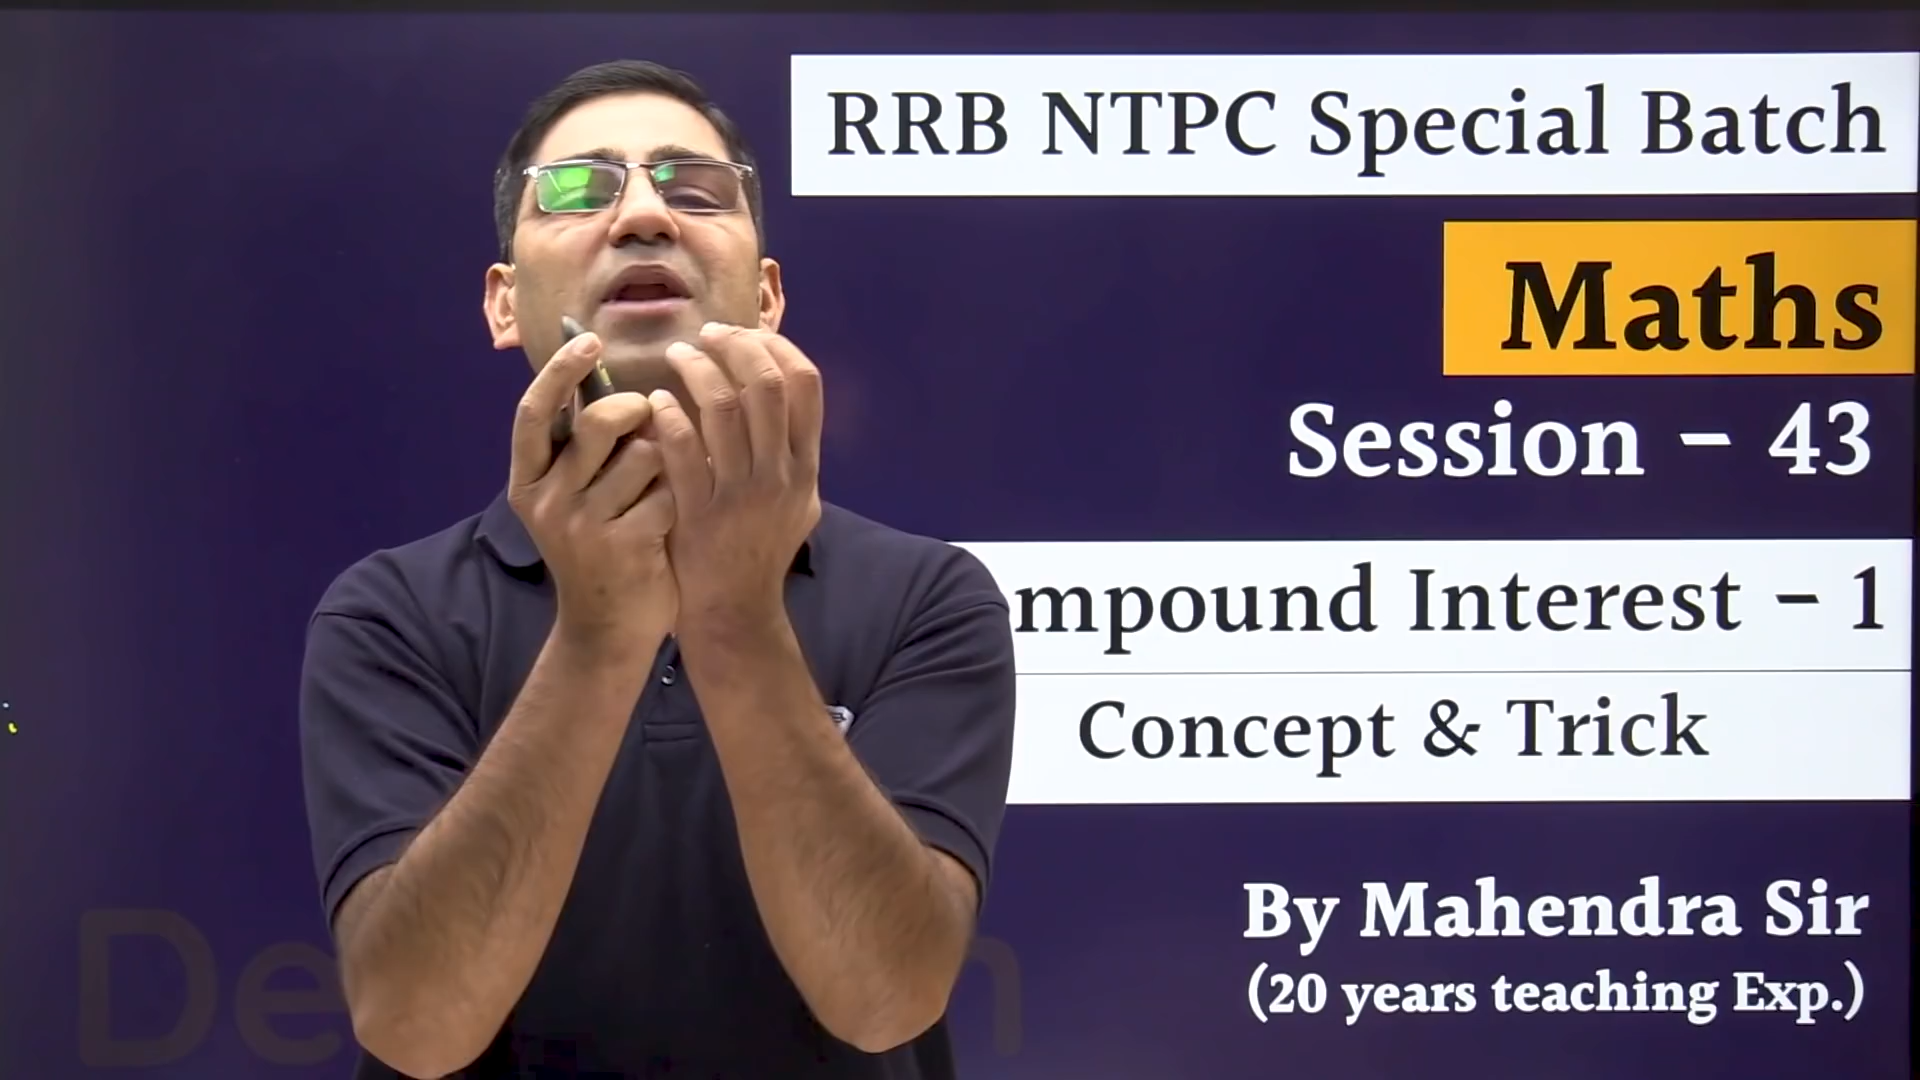 RRB NTPC Special Batch
Maths
Session - 43
mpound Interest - 1
Concept & Trick
By Mahendra Sir
(20 years teaching Exp.)